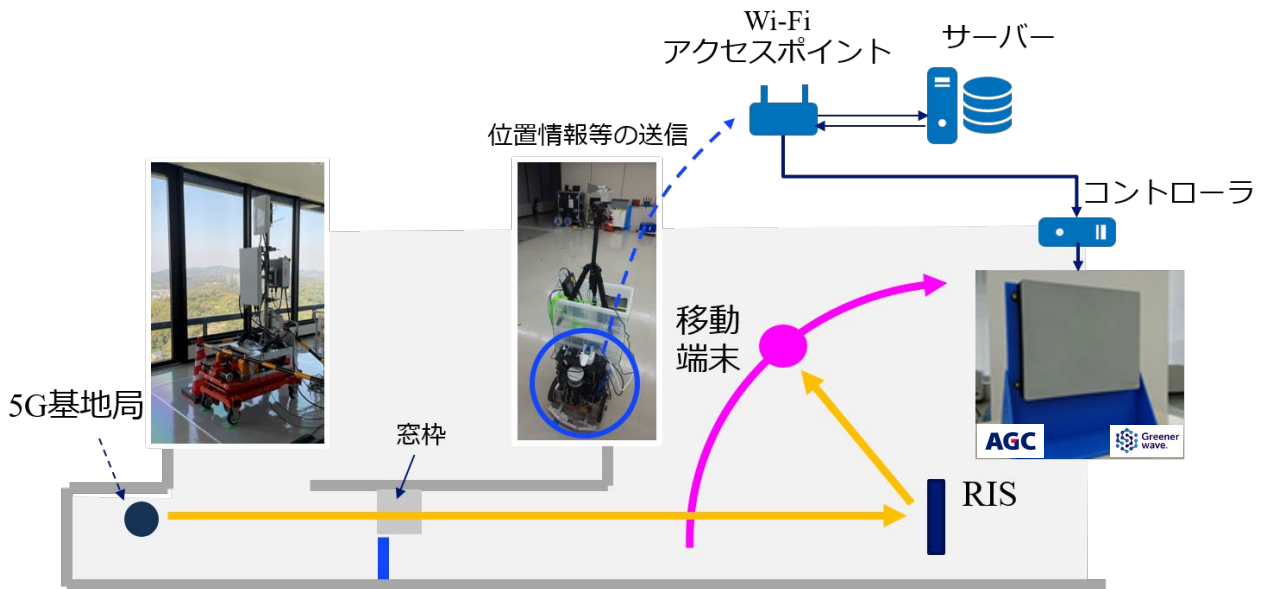 Wi-Fi
アクセスポイント
サーバー
位置情報等の送信
コントローラ
移動
端末
5G基地局
窓枠
AGC
Greener
wave.
RIS